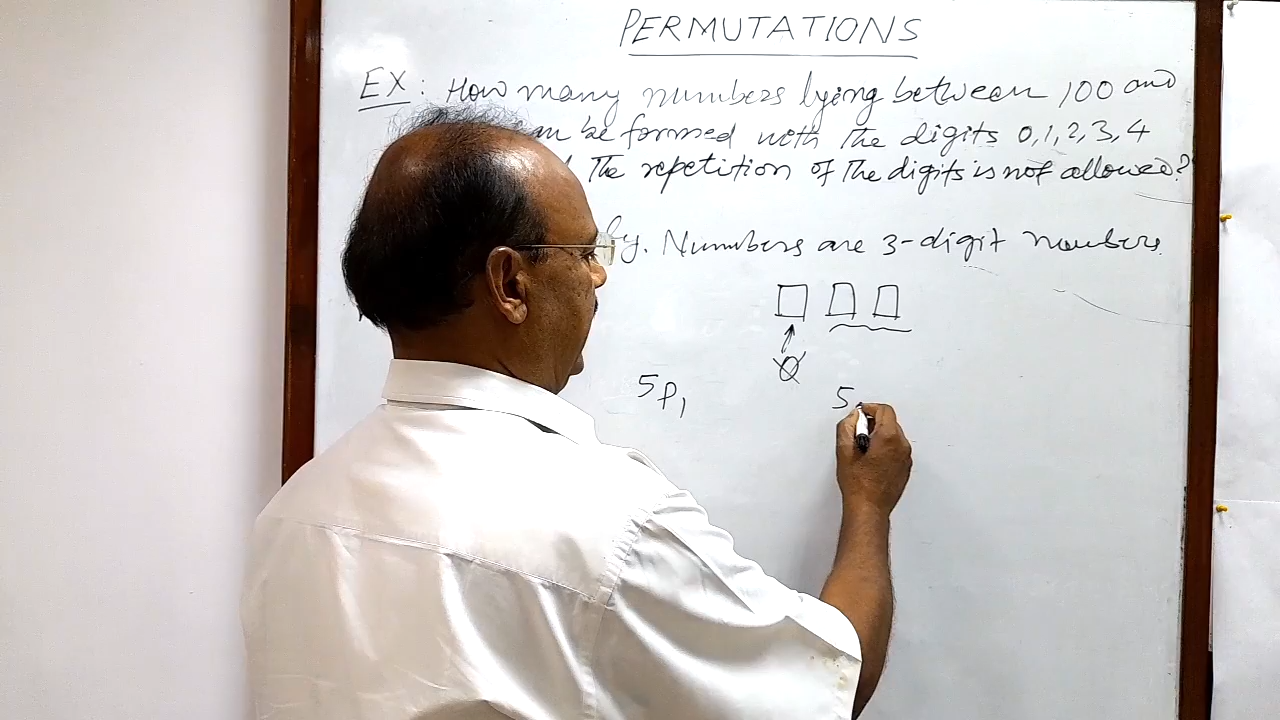 PERMUTATIONS
EX: How many numbers lying between 100 and
be formed with the digits 0,1,2,3,4
the repetition of the digits is not allowed?
Numbers are 3-digit numbers.
0
5P1 5